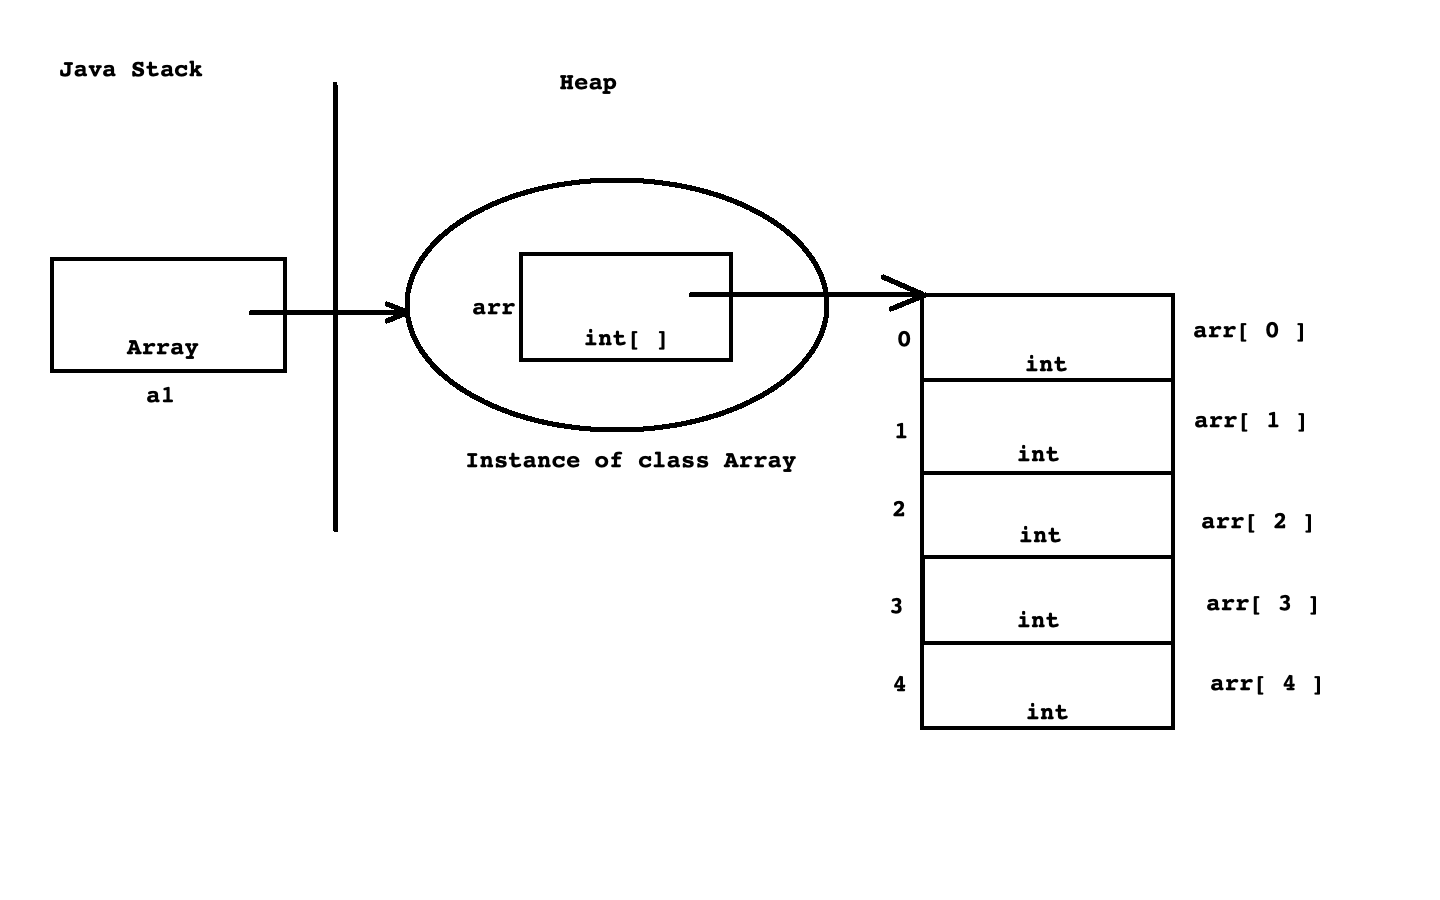 Java Stack
Heap
Array
a1
arr
int[ ]
Instance of class Array
0
int
arr[ 0 ]
1
int
arr[ 1 ]
2
int
arr[ 2 ]
3
int
arr[ 3 ]
4
int
arr[ 4 ]